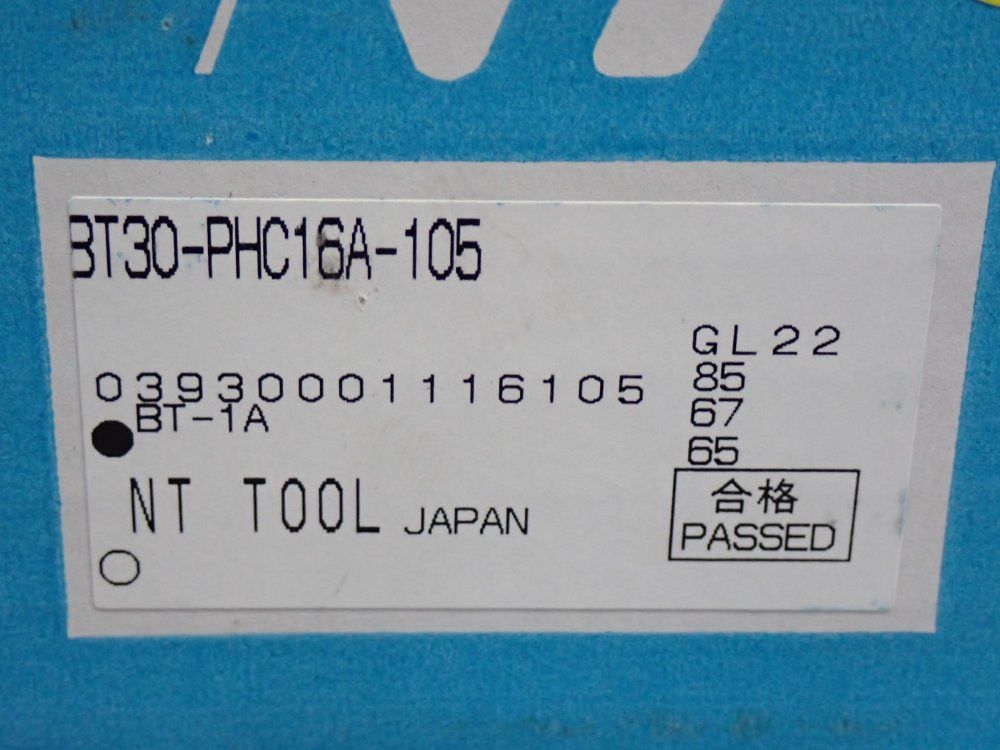 BT30-PHC16A-105
GL22
03930001116105
85
BT-1A
67
65
NT TOOL JAPAN
合格
PASSED